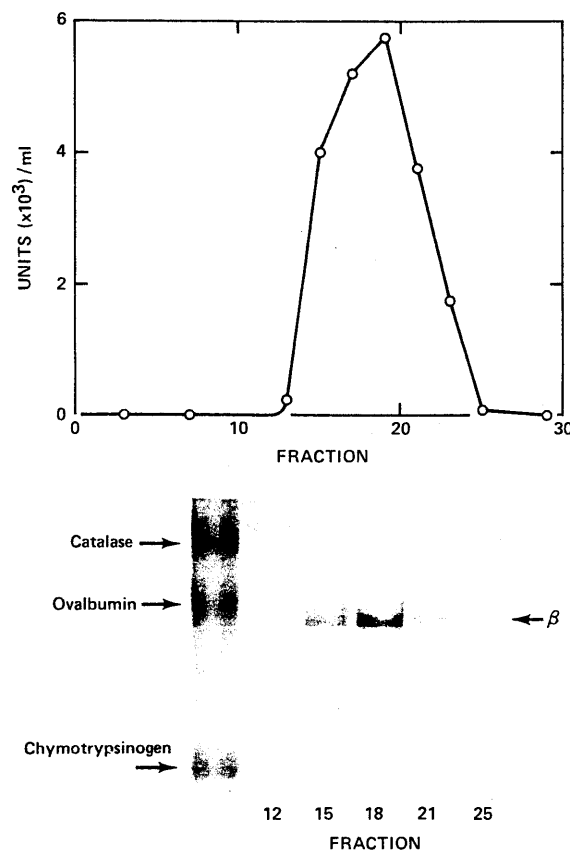 6
4
2
0
UNITS (x10³)/ml
0 10 20 30
FRACTION
Catalase
Ovalbumin
β
Chymotrypsinogen
12 15 18 21 25
FRACTION